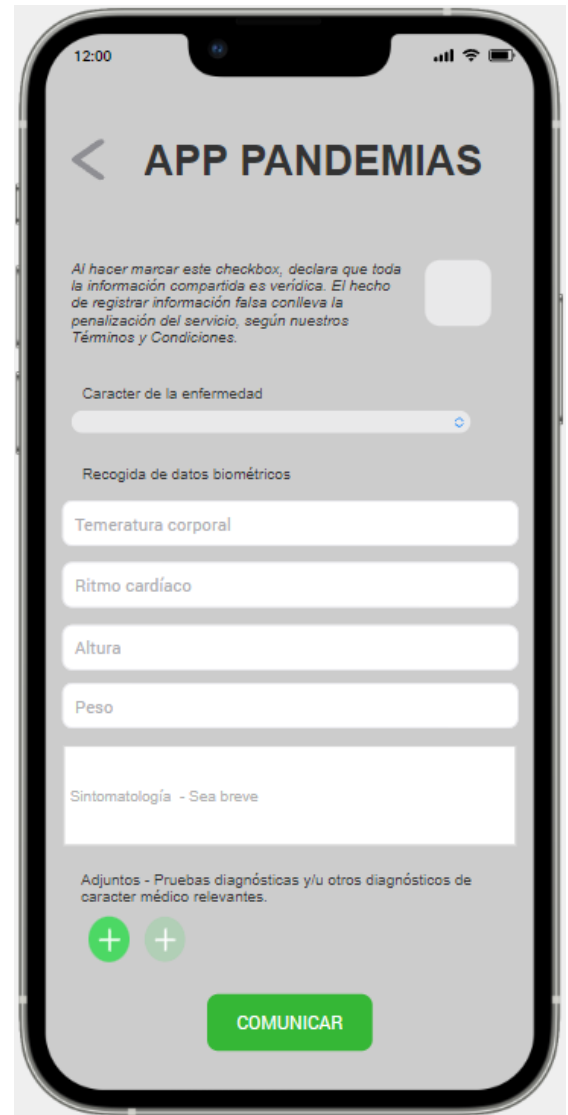 12:00
APP PANDEMIAS
Al hacer marcar este checkbox, declara que toda
la información compartida es verídica. El hecho
de registrar información falsa conlleva la
penalización del servicio, según nuestros
Términos y Condiciones.
Caracter de la enfermedad
Recogida de datos biométricos
Temeratura corporal
Ritmo cardíaco
Altura
Peso
Sintomatología - Sea breve
Adjuntos - Pruebas diagnósticas y/u otros diagnósticos de
caracter médico relevantes.
COMUNICAR